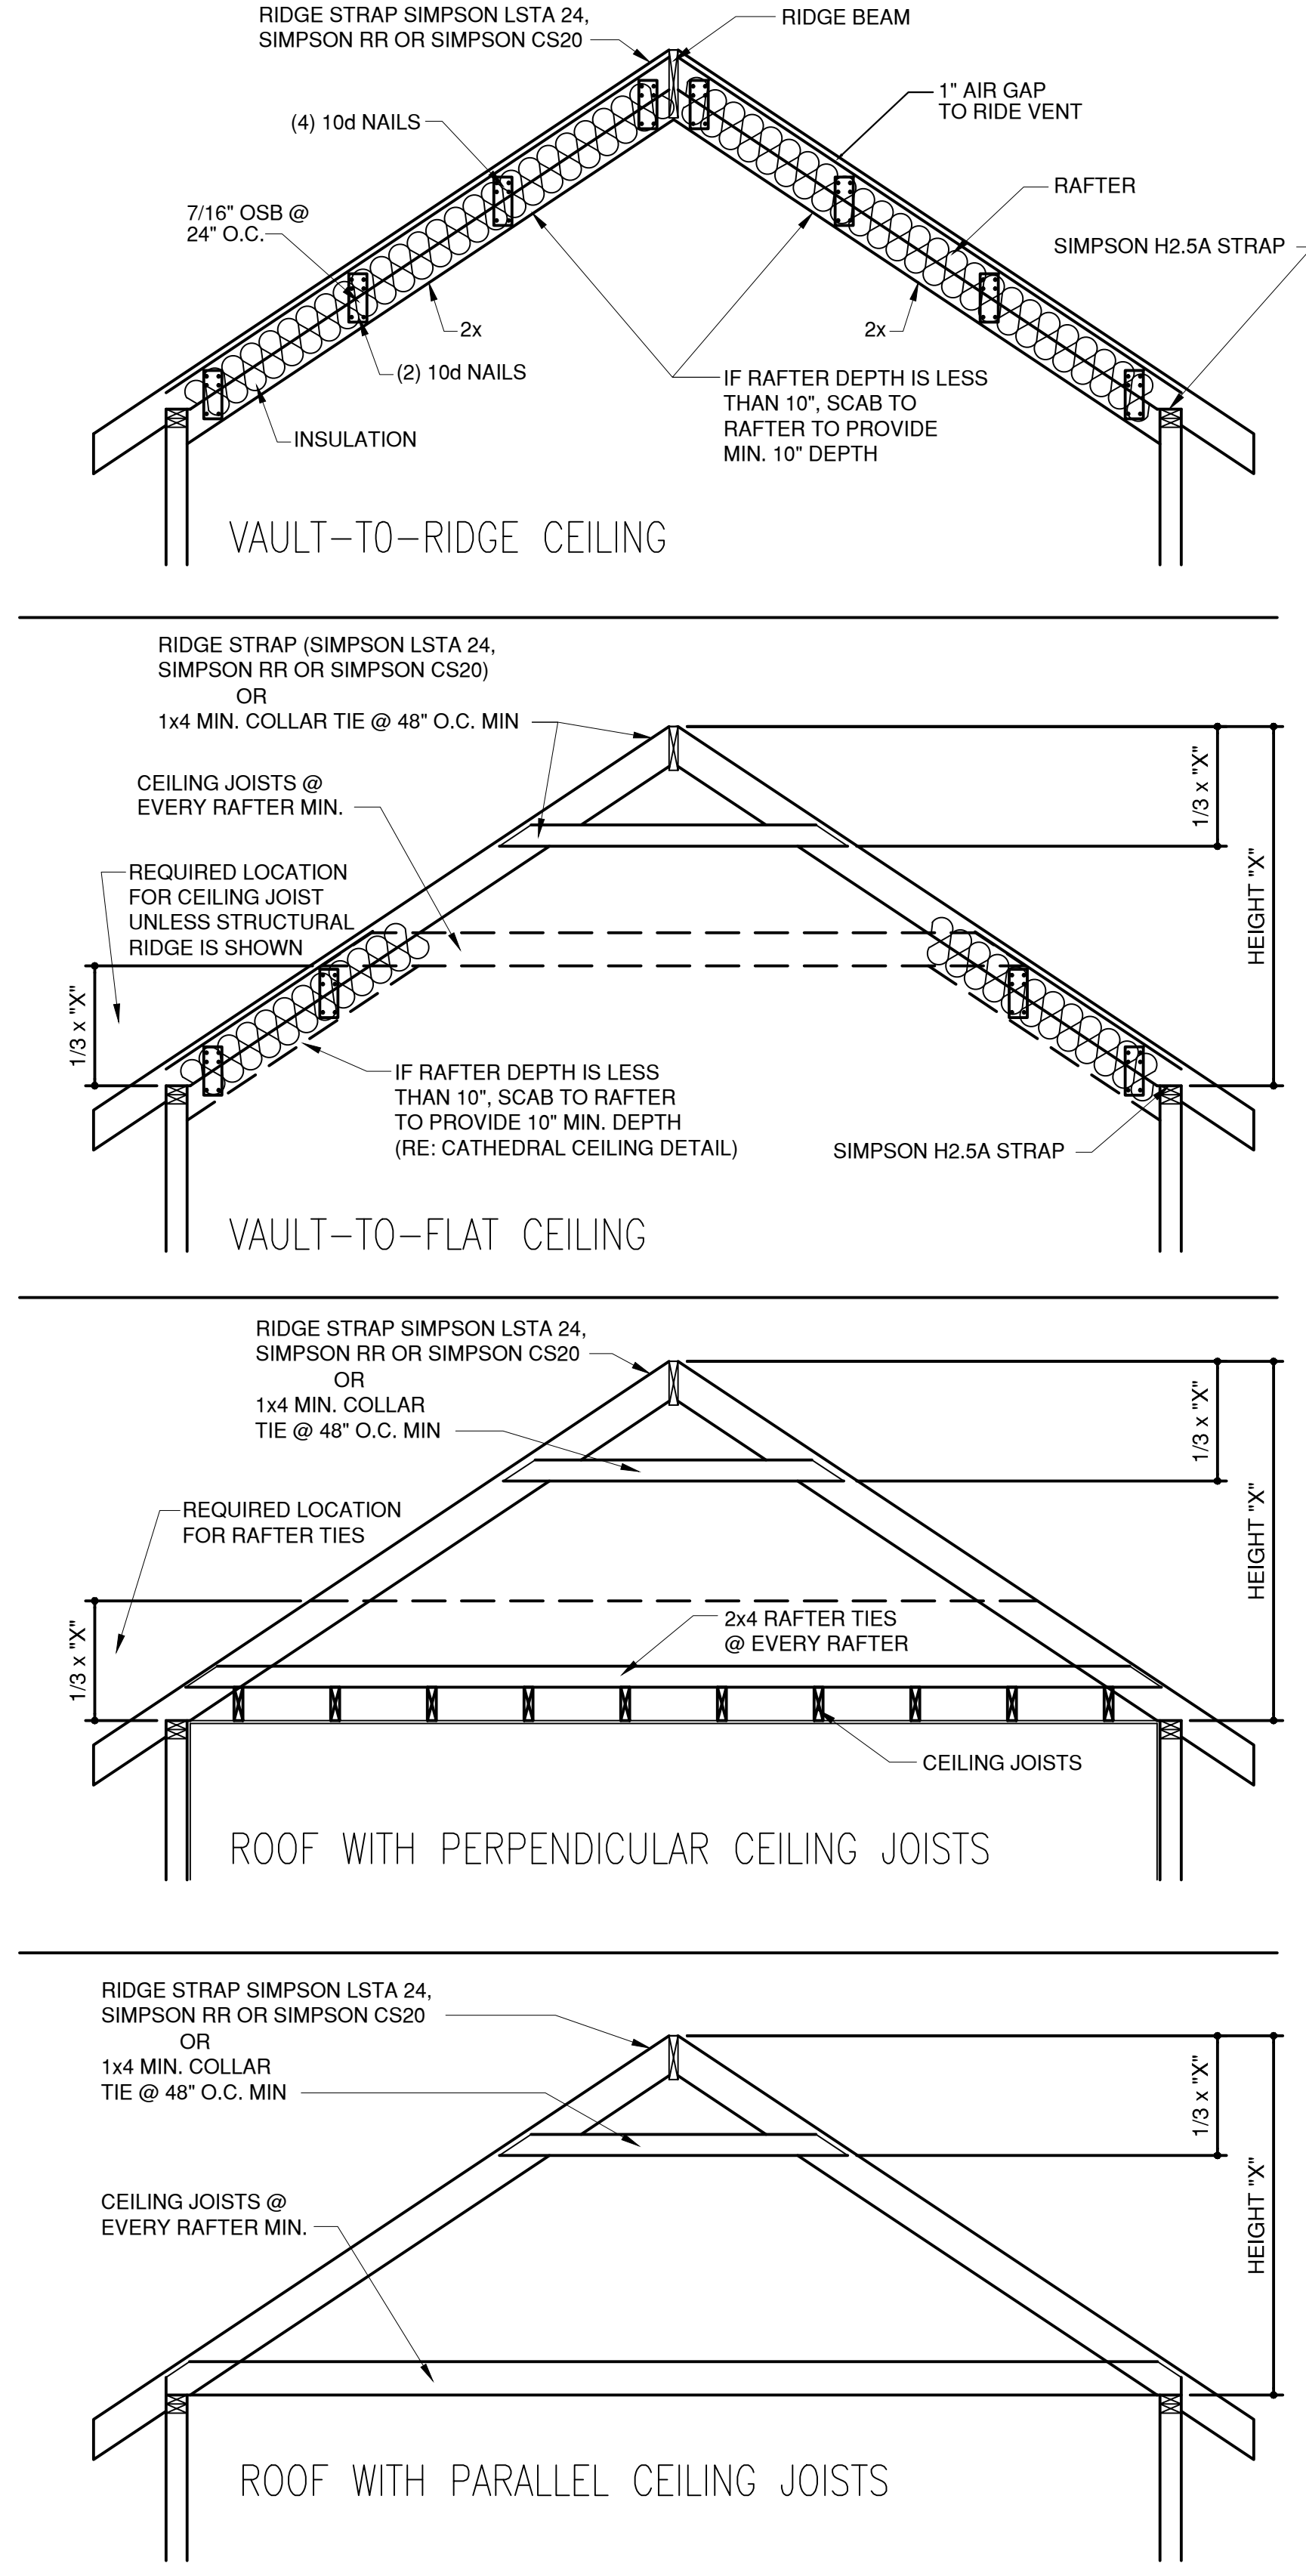 RIDGE STRAP SIMPSON LSTA 24,
SIMPSON RR OR SIMPSON CS20
RIDGE BEAM
1" AIR GAP
TO RIDE VENT
(4) 10d NAILS
RAFTER
7/16" OSB @
24" O.C.
SIMPSON H2.5A STRAP
2x
2x
(2) 10d NAILS
IF RAFTER DEPTH IS LESS
THAN 10", SCAB TO
RAFTER TO PROVIDE
MIN. 10" DEPTH
INSULATION
VAULT-TO-RIDGE CEILING
RIDGE STRAP (SIMPSON LSTA 24,
SIMPSON RR OR SIMPSON CS20)
OR
1x4 MIN. COLLAR TIE @ 48" O.C. MIN
1/3 x "X"
CEILING JOISTS @
EVERY RAFTER MIN.
HEIGHT "X"
REQUIRED LOCATION
FOR CEILING JOIST
UNLESS STRUCTURAL
RIDGE IS SHOWN
1/3 x "X"
IF RAFTER DEPTH IS LESS
THAN 10", SCAB TO RAFTER
TO PROVIDE 10" MIN. DEPTH
(RE: CATHEDRAL CEILING DETAIL)
SIMPSON H2.5A STRAP
VAULT-TO-FLAT CEILING
RIDGE STRAP SIMPSON LSTA 24,
SIMPSON RR OR SIMPSON CS20
OR
1x4 MIN. COLLAR
TIE @ 48" O.C. MIN
1/3 x "X"
HEIGHT "X"
REQUIRED LOCATION
FOR RAFTER TIES
1/3 x "X"
2x4 RAFTER TIES
@ EVERY RAFTER
CEILING JOISTS
ROOF WITH PERPENDICULAR CEILING JOISTS
RIDGE STRAP SIMPSON LSTA 24,
SIMPSON RR OR SIMPSON CS20
OR
1x4 MIN. COLLAR
TIE @ 48" O.C. MIN
1/3 x "X"
HEIGHT "X"
CEILING JOISTS @
EVERY RAFTER MIN.
ROOF WITH PARALLEL CEILING JOISTS